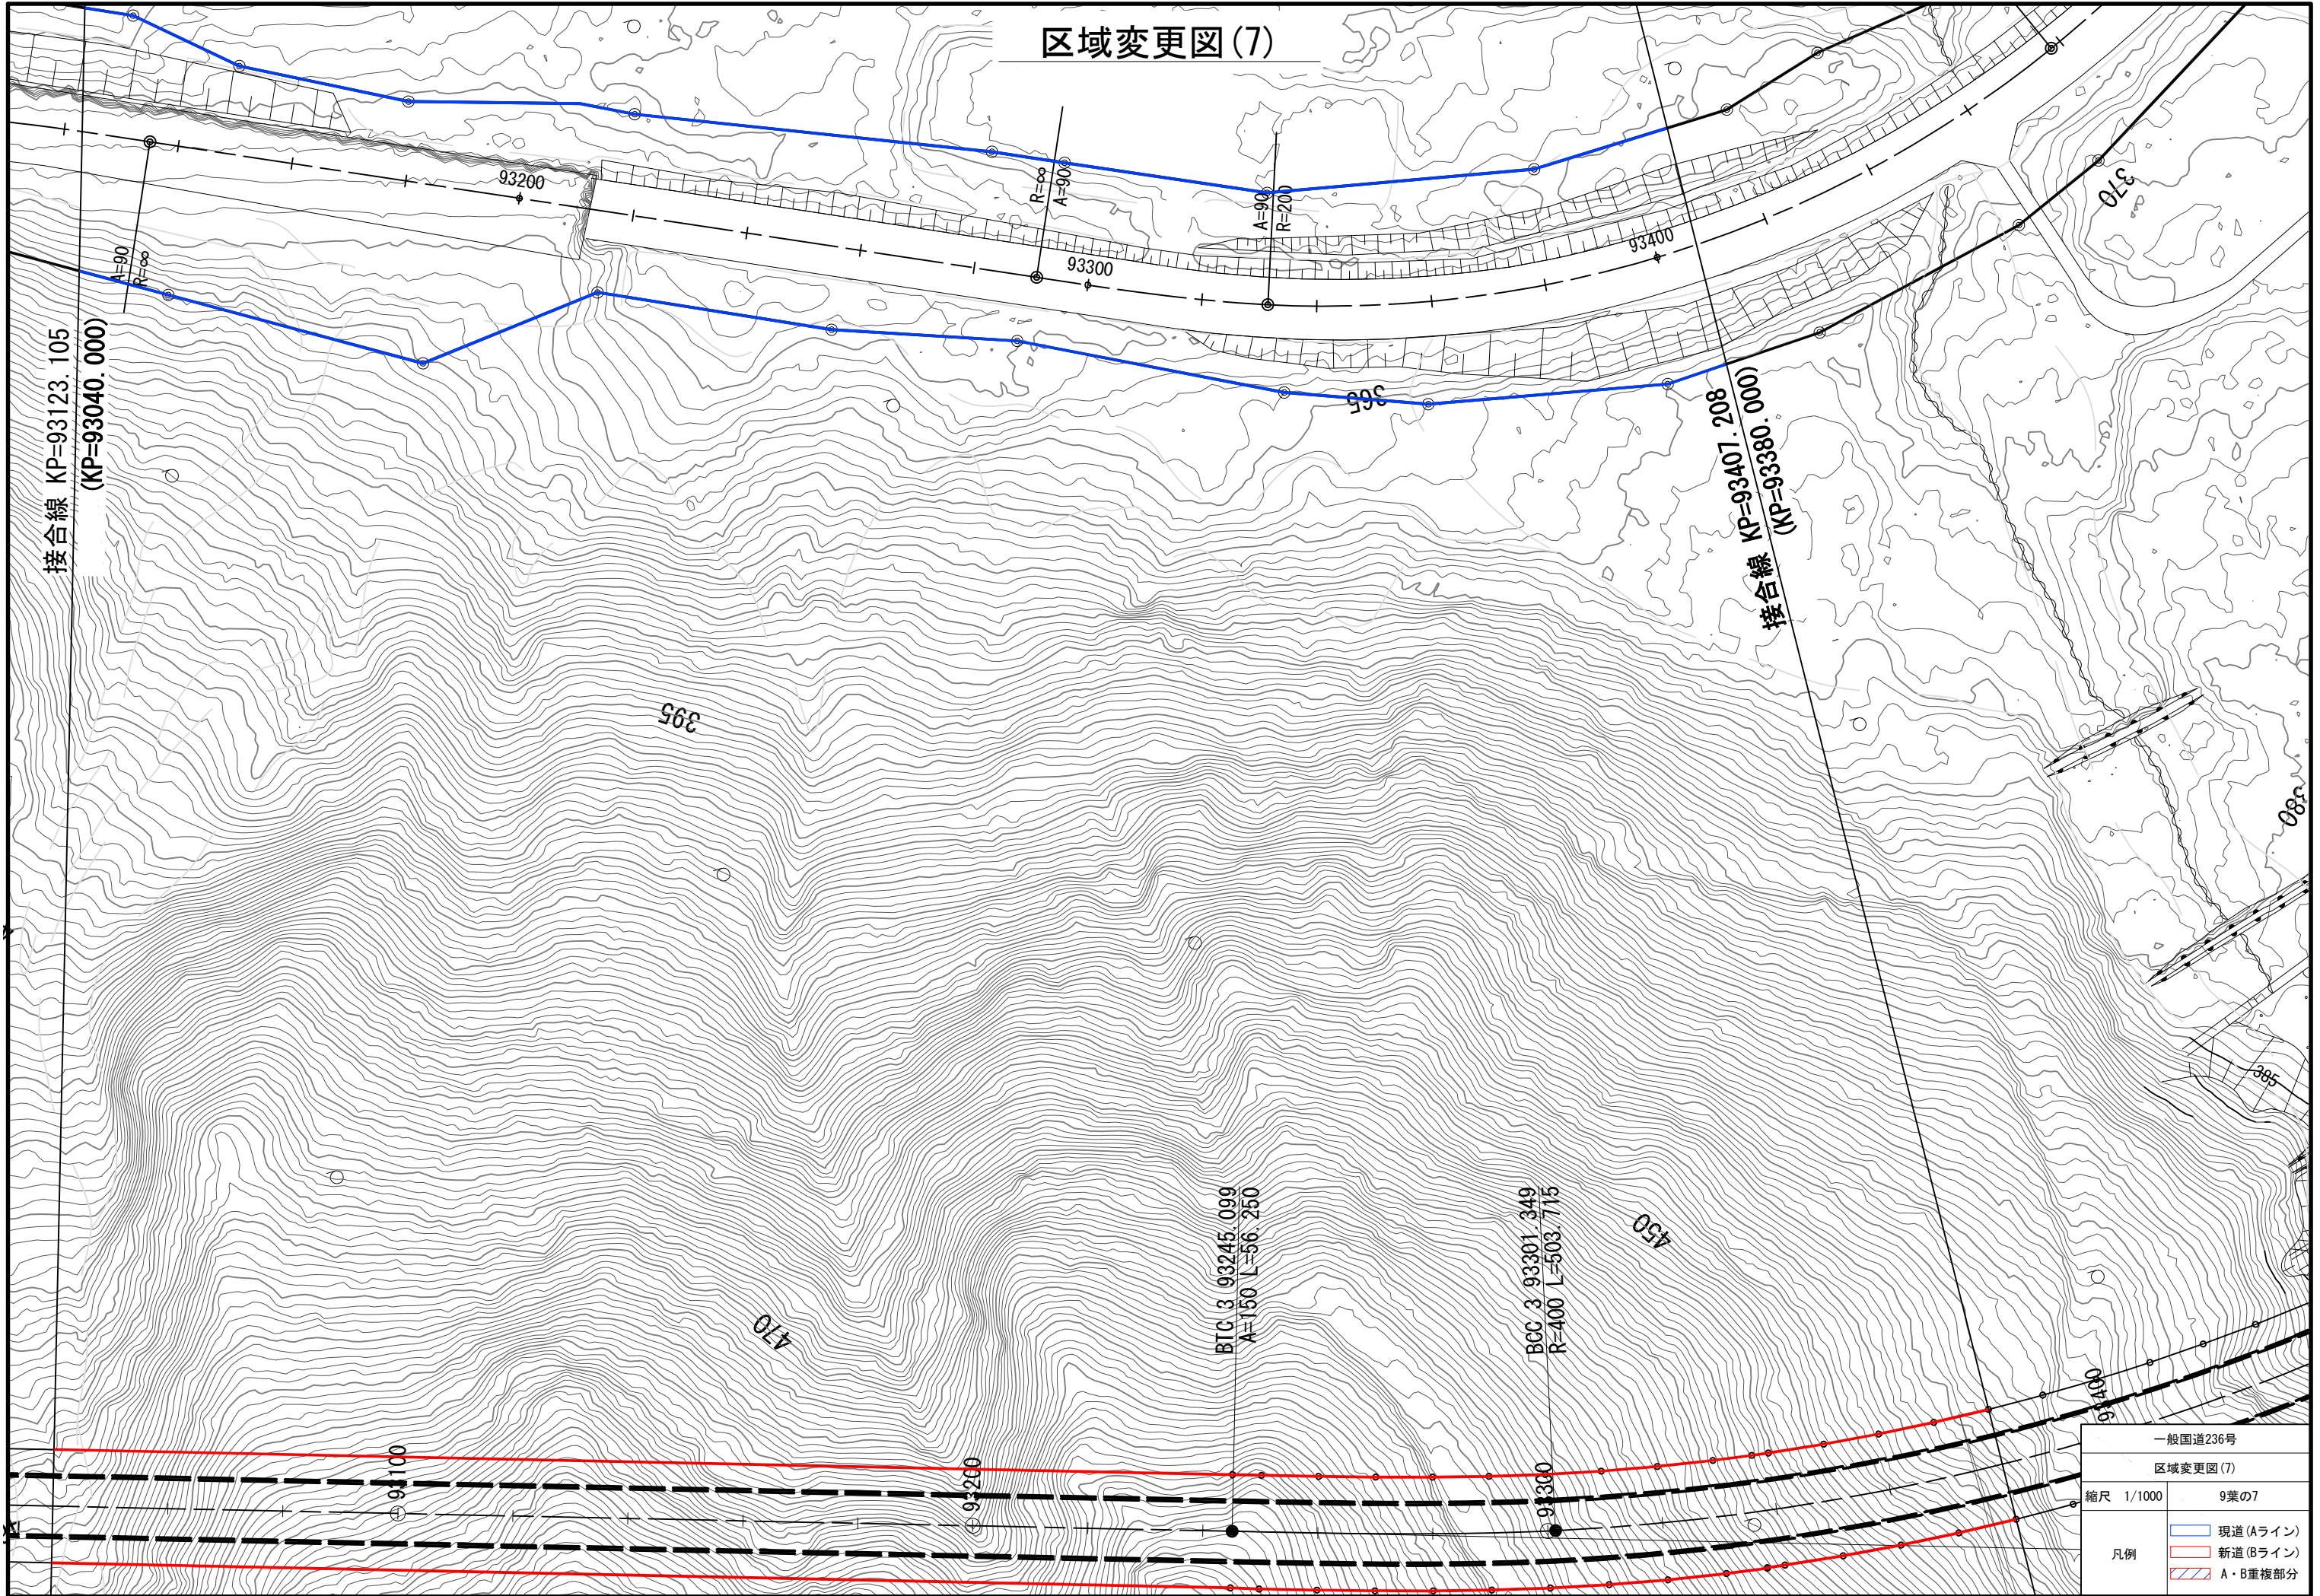 区域変更図(7)
93200
A=90
R=∞
R=∞
A=90
93300
A=90
R=200
93400
370
接合線 KP=93123.105
(KP=93040.000)
365
接合線 KP=93407.208
(KP=93380.000)
395
380
385
450
470
BTC 3 93245.099
A=150 L=56.250
BCC 3 93301.349
R=400 L=503.715
93100
93200
93300
93400
一般国道236号
区域変更図(7)
縮尺 1/1000
9葉の7
凡例
現道(Aライン)
新道(Bライン)
A・B重複部分